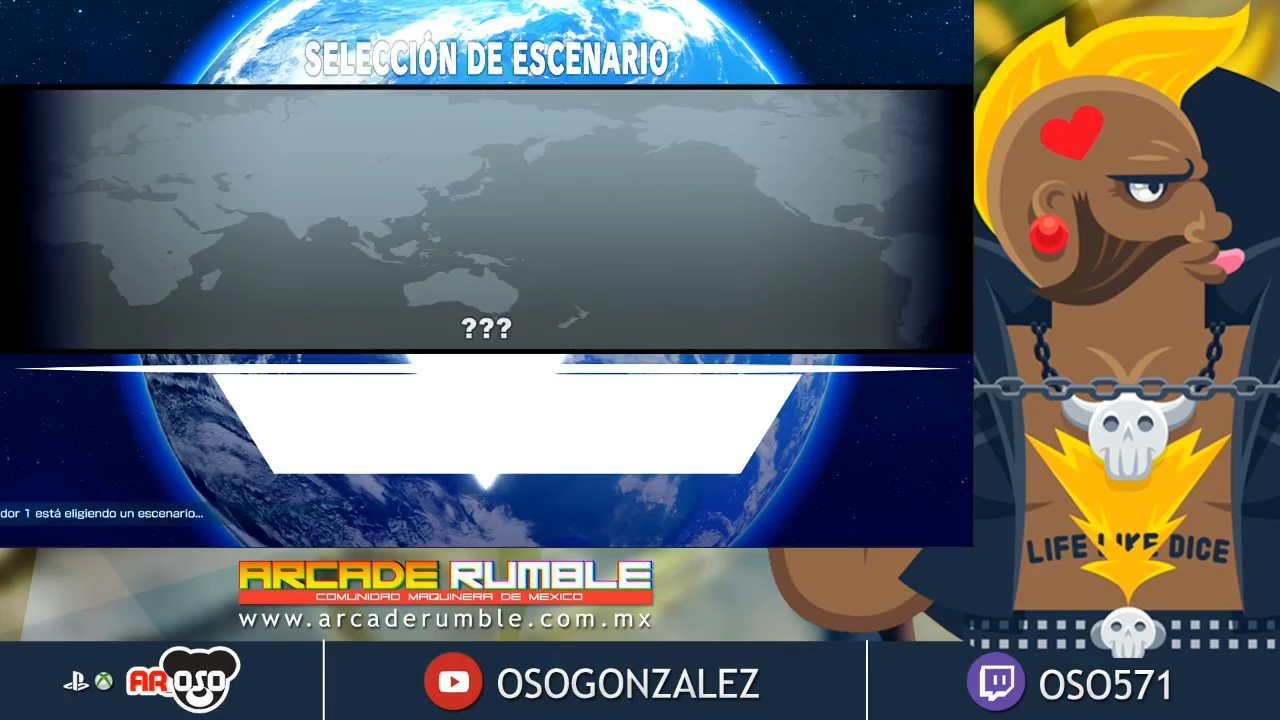 SELECCIÓN DE ESCENARIO
???
dor 1 está eligiendo un escenario...
LIFE LIKE DICE
ARCADE RUMBLE
COMUNIDAD MAQUINERA DE MEXICO
www.arcaderumble.com.mx
AR OSO
OSOGONZALEZ
OSO571